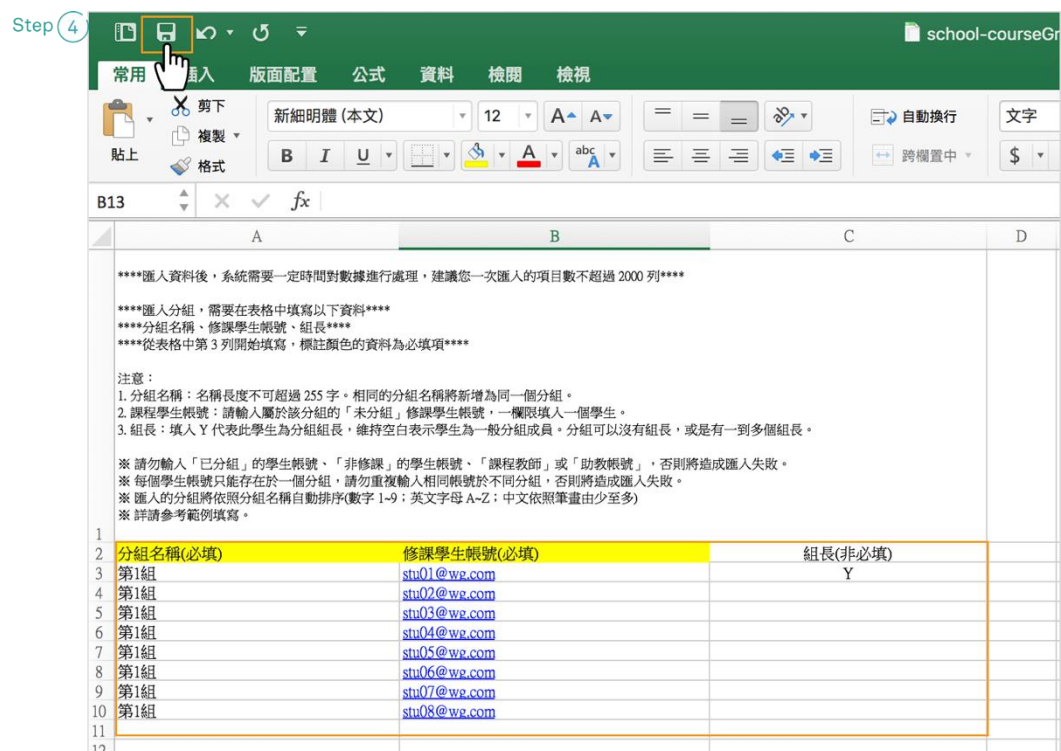 Step 4
school-courseGr
常用 插入 版面配置 公式 資料 檢閱 檢視
貼上
剪下
複製
格式
新細明體 (本文) 12 A A
B I U A abc A
自動換行
跨欄置中
文字
$
B13 fx
A B C D
****匯入資料後，系統需要一定時間對數據進行處理，建議您一次匯入的項目數不超過 2000 列****
****匯入分組，需要在表格中填寫以下資料****
****分組名稱、修課學生帳號、組長****
****從表格中第 3 列開始填寫，標註顏色的資料為必填項****
注意：
1. 分組名稱：名稱長度不可超過 255 字。相同的分組名稱將新增為同一個分組。
2. 課程學生帳號：請輸入屬於該分組的「未分組」修課學生帳號，一欄限填入一個學生。
3. 組長：填入 Y 代表此學生為分組組長，維持空白表示學生為一般分組成員。分組可以沒有組長，或是有一到多個組長。
※ 請勿輸入「已分組」的學生帳號、「非修課」的學生帳號、「課程教師」或「助教帳號」，否則將造成匯入失敗。
※ 每個學生帳號只能存在於一個分組，請勿重複輸入相同帳號於不同分組，否則將造成匯入失敗。
※ 匯入的分組將依照分組名稱自動排序(數字 1~9；英文字母 A~Z；中文依照筆畫由少至多)
※ 詳請參考範例填寫。
1
2 分組名稱(必填) 修課學生帳號(必填) 組長(非必填)
3 第1組 stu01@wg.com Y
4 第1組 stu02@wg.com
5 第1組 stu03@wg.com
6 第1組 stu04@wg.com
7 第1組 stu05@wg.com
8 第1組 stu06@wg.com
9 第1組 stu07@wg.com
10 第1組 stu08@wg.com
11
12